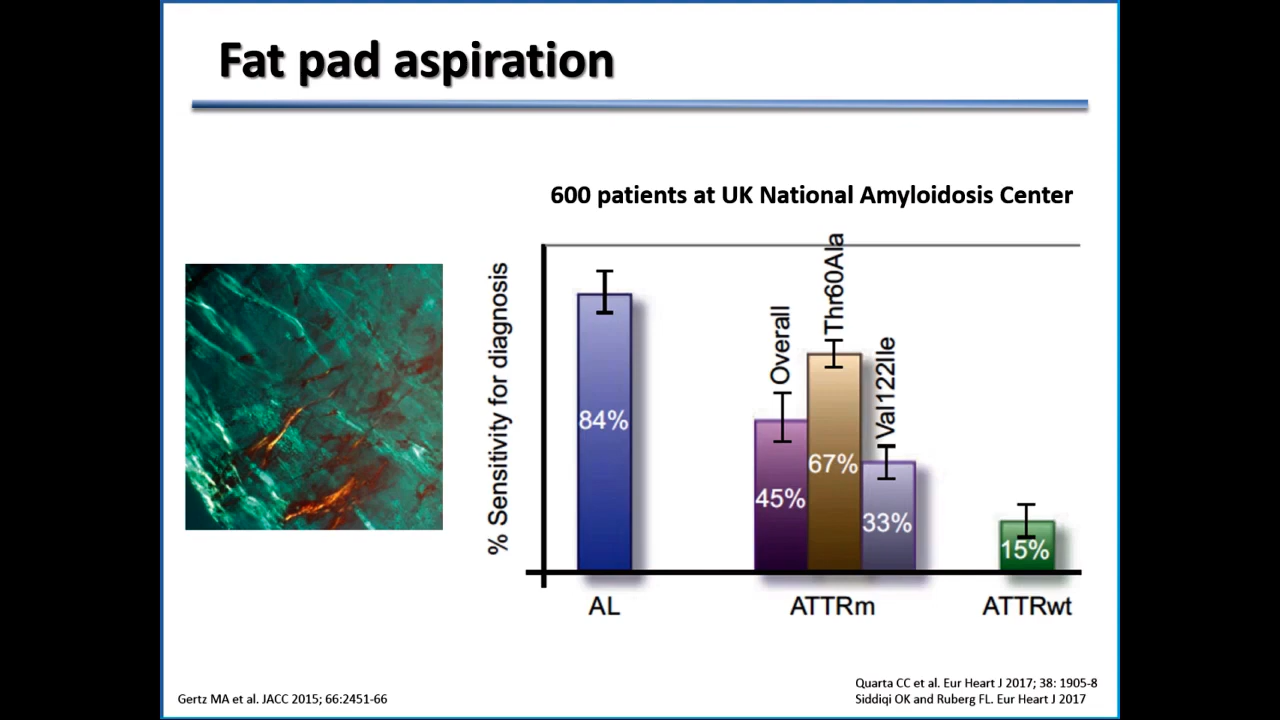 Fat pad aspiration
600 patients at UK National Amyloidosis Center
% Sensitivity for diagnosis
84%
Overall
45%
Thr60Ala
67%
Val122Ile
33%
15%
AL
ATTRm
ATTRwt
Gertz MA et al. JACC 2015; 66:2451-66
Quarta CC et al. Eur Heart J 2017; 38: 1905-8
Siddiqi OK and Ruberg FL. Eur Heart J 2017